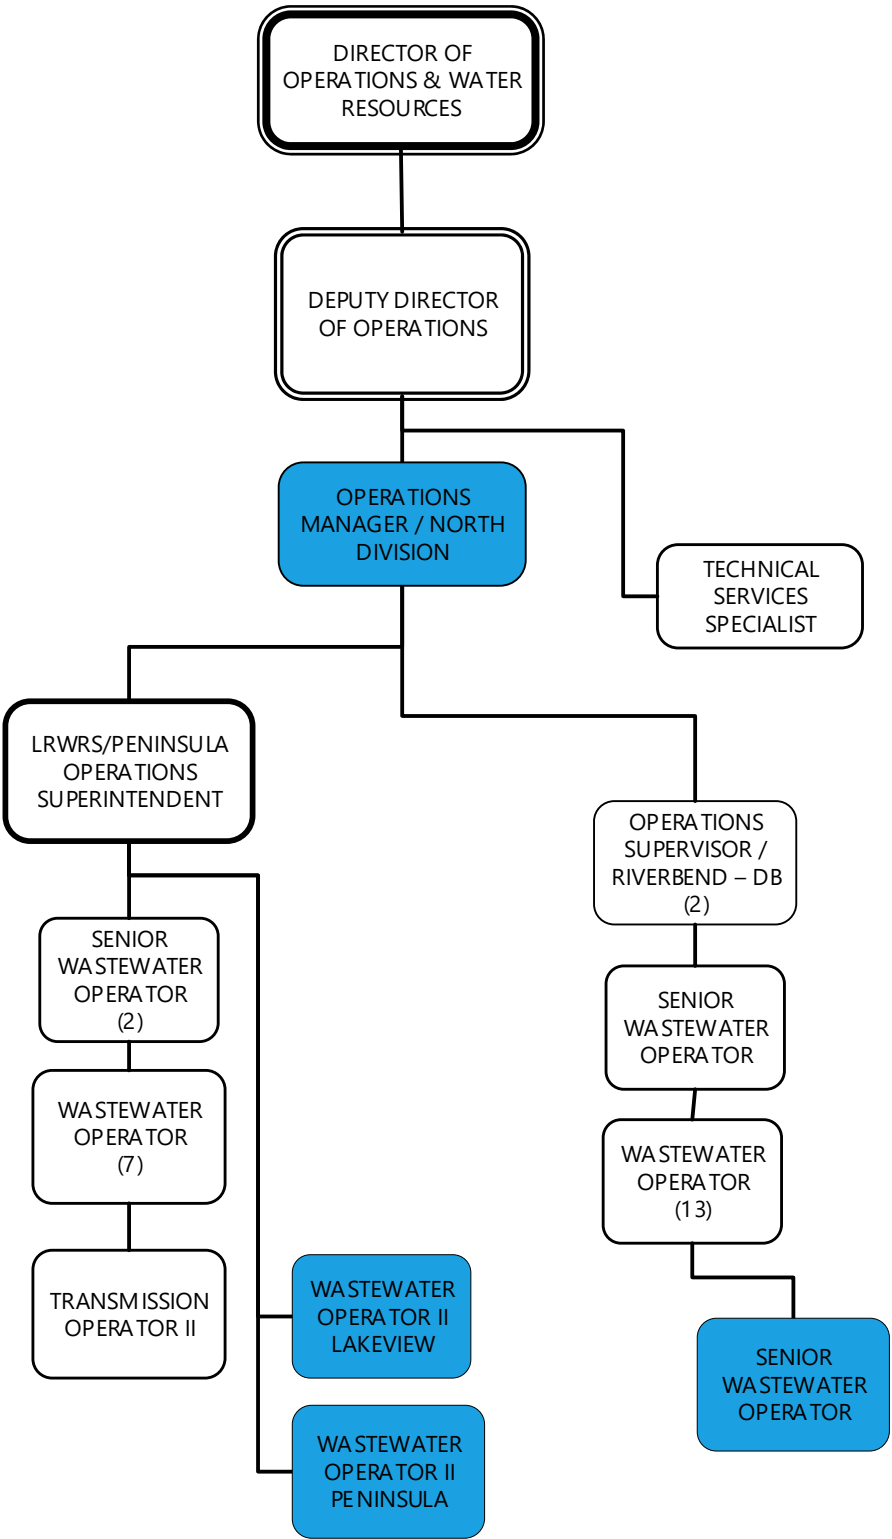 DIRECTOR OF
OPERATIONS & WATER
RESOURCES
DEPUTY DIRECTOR
OF OPERATIONS
OPERATIONS
MANAGER / NORTH
DIVISION
TECHNICAL
SERVICES
SPECIALIST
LRWRS/PENINSULA
OPERATIONS
SUPERINTENDENT
OPERATIONS
SUPERVISOR /
RIVERBEND – DB
(2)
SENIOR
WASTEWATER
OPERATOR
(2)
SENIOR
WASTEWATER
OPERATOR
WASTEWATER
OPERATOR
(7)
WASTEWATER
OPERATOR
(13)
TRANSMISSION
OPERATOR II
WASTEWATER
OPERATOR II
LAKEVIEW
SENIOR
WASTEWATER
OPERATOR
WASTEWATER
OPERATOR II
PENINSULA